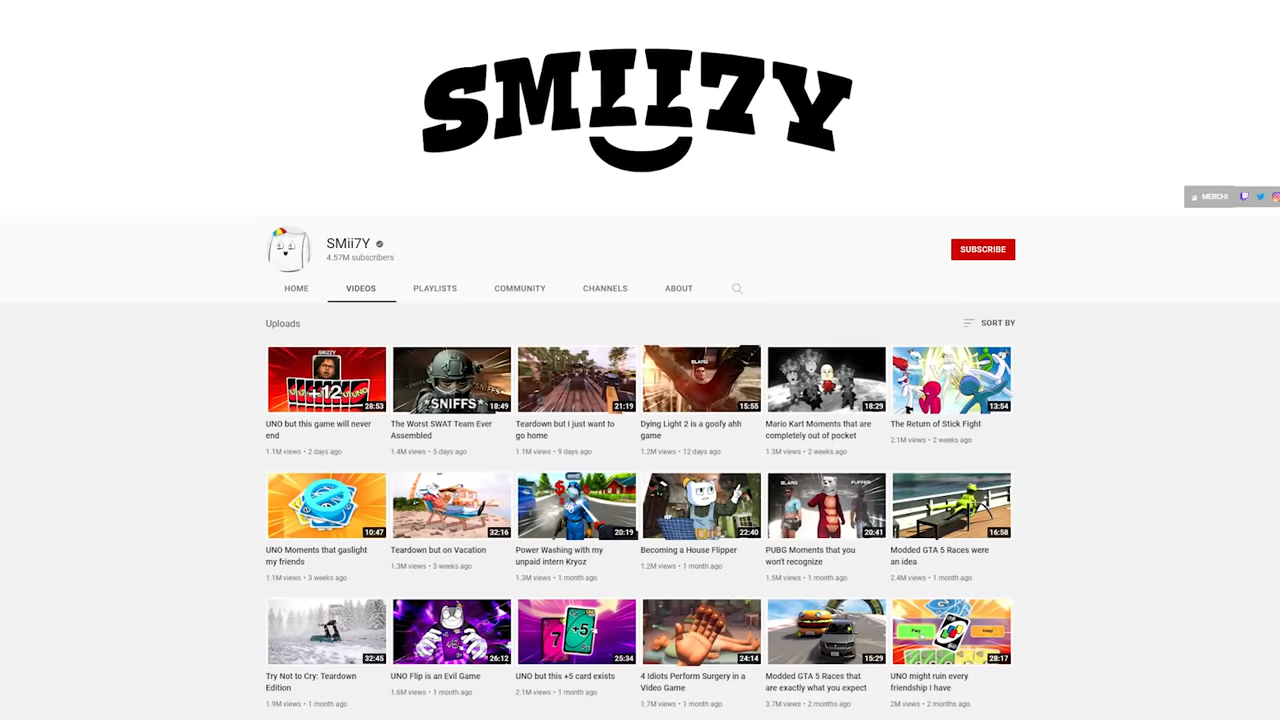 SMII7Y
MERCH!
SMii7Y
4.57M subscribers
SUBSCRIBE
HOME
VIDEOS
PLAYLISTS
COMMUNITY
CHANNELS
ABOUT
Uploads
SORT BY
GRIZZY
+12
28:53
SNIFFS*
*SNIFFS*
18:49
21:19
SLANG
15:55
18:29
13:54
UNO but this game will never
end
1.1M views • 2 days ago
The Worst SWAT Team Ever
Assembled
1.4M views • 5 days ago
Teardown but I just want to
go home
1.1M views • 9 days ago
Dying Light 2 is a goofy ahh
game
1.2M views • 12 days ago
Mario Kart Moments that are
completely out of pocket
1.3M views • 2 weeks ago
The Return of Stick Fight
2.1M views • 2 weeks ago
10:47
32:16
20:19
22:40
SLANG
PUFFER
20:41
16:58
UNO Moments that gaslight
my friends
1.1M views • 3 weeks ago
Teardown but on Vacation
1.3M views • 3 weeks ago
Power Washing with my
unpaid intern Kryoz
1.3M views • 1 month ago
Becoming a House Flipper
1.2M views • 1 month ago
PUBG Moments that you
won't recognize
1.5M views • 1 month ago
Modded GTA 5 Races were
an idea
2.4M views • 1 month ago
32:45
+5
26:12
7
+5
25:34
24:14
15:29
Play
Keep
28:17
Try Not to Cry: Teardown
Edition
1.9M views • 1 month ago
UNO Flip is an Evil Game
1.6M views • 1 month ago
UNO but this +5 card exists
2.1M views • 1 month ago
4 Idiots Perform Surgery in a
Video Game
1.7M views • 1 month ago
Modded GTA 5 Races that
are exactly what you expect
3.7M views • 2 months ago
UNO might ruin every
friendship I have
2M views • 2 months ago